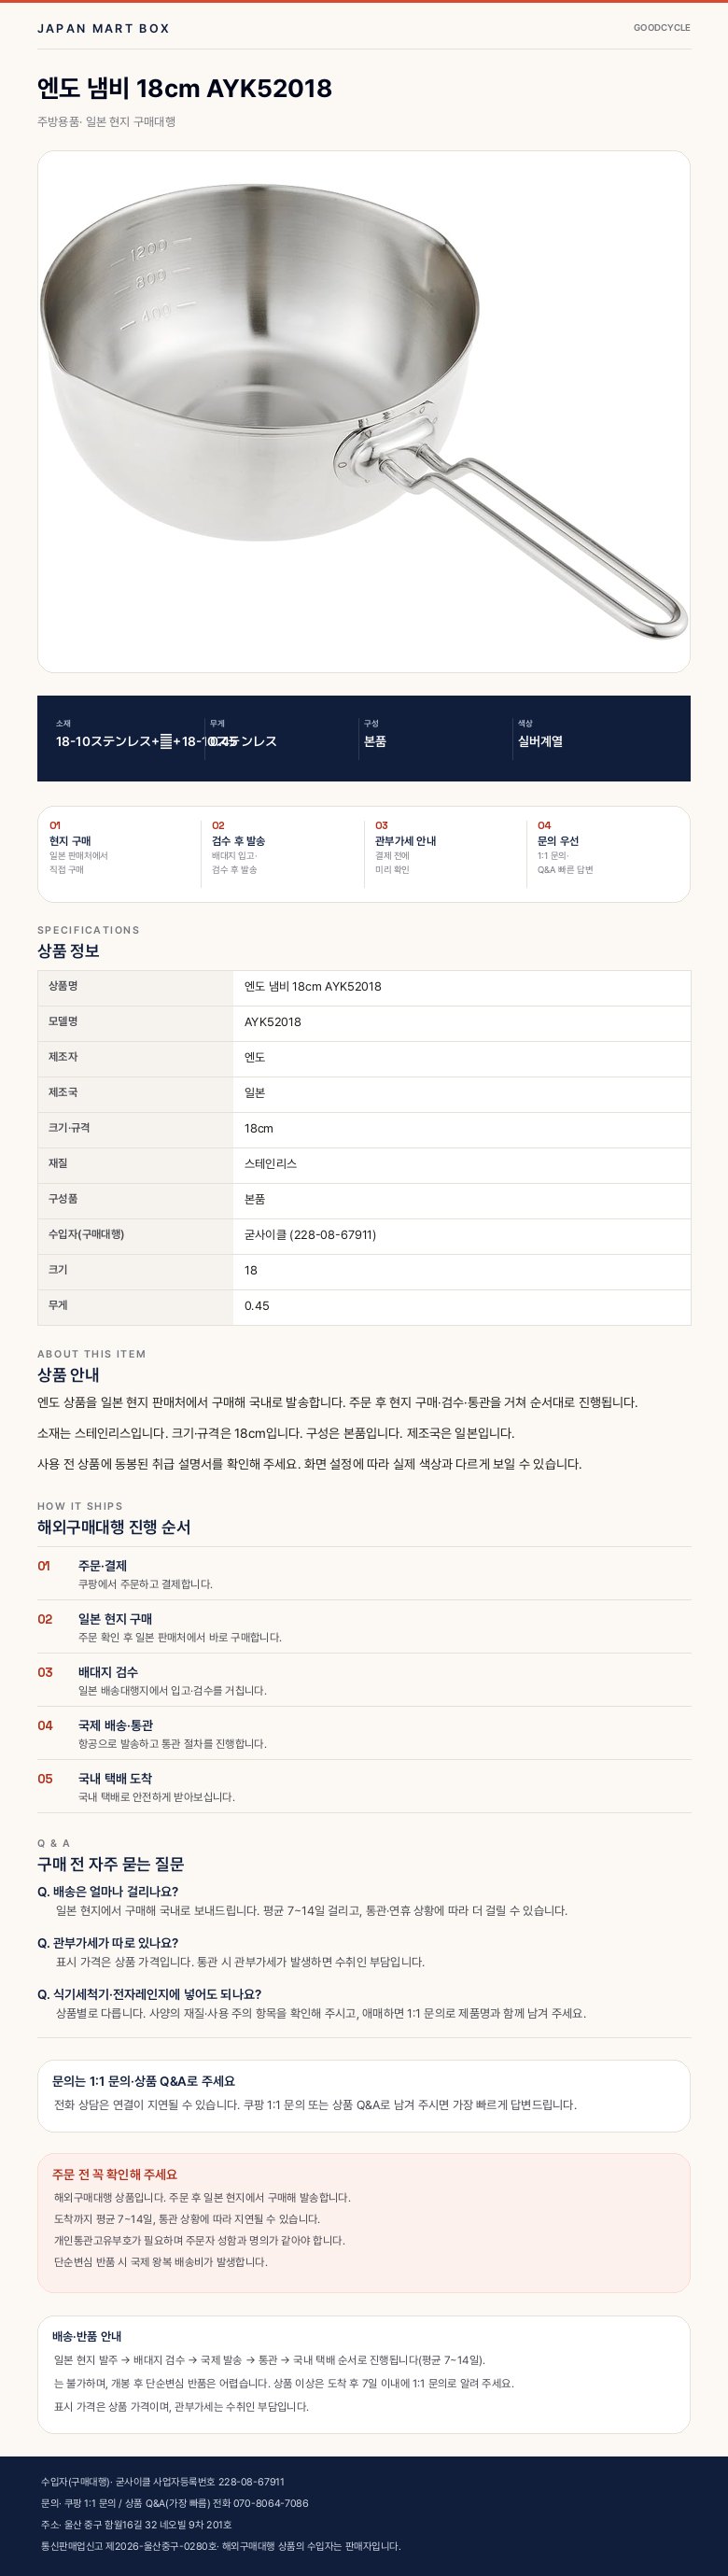 JAPAN MART BOX
GOODCYCLE
엔도 냄비 18cm AYK52018
주방용품· 일본 현지 구매대행
1200
800
400
소재
18-10ステンレス+
무게
0.45
구성
본품
색상
실버계열
01
현지 구매
일본 판매처에서
직접 구매
02
검수 후 발송
배대지 입고·
검수 후 발송
03
관부가세 안내
결제 전에
미리 확인
04
문의 우선
1:1 문의·
Q&A 빠른 답변
SPECIFICATIONS
상품 정보
상품명 엔도 냄비 18cm AYK52018
모델명 AYK52018
제조자 엔도
제조국 일본
크기·규격 18cm
재질 스테인리스
구성품 본품
수입자(구매대행) 굳사이클 (228-08-67911)
크기 18
무게 0.45
ABOUT THIS ITEM
상품 안내
엔도 상품을 일본 현지 판매처에서 구매해 국내로 발송합니다. 주문 후 현지 구매·검수·통관을 거쳐 순서대로 진행됩니다.
소재는 스테인리스입니다. 크기·규격은 18cm입니다. 구성은 본품입니다. 제조국은 일본입니다.
사용 전 상품에 동봉된 취급 설명서를 확인해 주세요. 화면 설정에 따라 실제 색상과 다르게 보일 수 있습니다.
HOW IT SHIPS
해외구매대행 진행 순서
01 주문·결제
쿠팡에서 주문하고 결제합니다.
02 일본 현지 구매
주문 확인 후 일본 판매처에서 바로 구매합니다.
03 배대지 검수
일본 배송대행지에서 입고·검수를 거칩니다.
04 국제 배송·통관
항공으로 발송하고 통관 절차를 진행합니다.
05 국내 택배 도착
국내 택배로 안전하게 받아보십니다.
Q & A
구매 전 자주 묻는 질문
Q. 배송은 얼마나 걸리나요?
일본 현지에서 구매해 국내로 보내드립니다. 평균 7~14일 걸리고, 통관·연휴 상황에 따라 더 걸릴 수 있습니다.
Q. 관부가세가 따로 있나요?
표시 가격은 상품 가격입니다. 통관 시 관부가세가 발생하면 수취인 부담입니다.
Q. 식기세척기·전자레인지에 넣어도 되나요?
상품별로 다릅니다. 사양의 재질·사용 주의 항목을 확인해 주시고, 애매하면 1:1 문의로 제품명과 함께 남겨 주세요.
문의는 1:1 문의·상품 Q&A로 주세요
전화 상담은 연결이 지연될 수 있습니다. 쿠팡 1:1 문의 또는 상품 Q&A로 남겨 주시면 가장 빠르게 답변드립니다.
주문 전 꼭 확인해 주세요
해외구매대행 상품입니다. 주문 후 일본 현지에서 구매해 발송합니다.
도착까지 평균 7~14일, 통관 상황에 따라 지연될 수 있습니다.
개인통관고유부호가 필요하며 주문자 성함과 명의가 같아야 합니다.
단순변심 반품 시 국제 왕복 배송비가 발생합니다.
배송·반품 안내
일본 현지 발주 → 배대지 검수 → 국제 발송 → 통관 → 국내 택배 순서로 진행됩니다(평균 7~14일).
는 불가하며, 개봉 후 단순변심 반품은 어렵습니다. 상품 이상은 도착 후 7일 이내에 1:1 문의로 알려 주세요.
표시 가격은 상품 가격이며, 관부가세는 수취인 부담입니다.
수입자(구매대행)· 굳사이클 사업자등록번호 228-08-67911
문의· 쿠팡 1:1 문의 / 상품 Q&A(가장 빠름) 전화 070-8064-7086
주소· 울산 중구 함월16길 32 네오빌 9차 201호
통신판매업신고 제2026-울산중구-0280호· 해외구매대행 상품의 수입자는 판매자입니다.